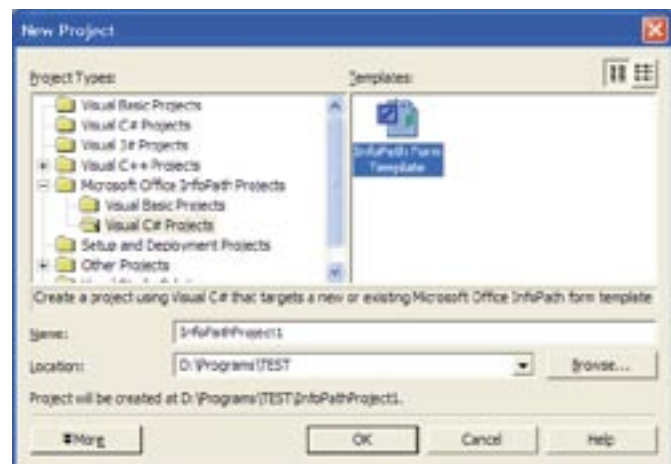 New Project
Project Types:
Templates:
Visual Basic Projects
Visual C# Projects
Visual J# Projects
Visual C++ Projects
Microsoft Office InfoPath Projects
Visual Basic Projects
Visual C# Projects
Setup and Deployment Projects
Other Projects
InfoPath Form
Template
Create a project using Visual C# that targets a new or existing Microsoft Office InfoPath form template
Name:
InfoPathProject1
Location:
D:\Programs\TEST
Browse...
Project will be created at D:\Programs\TEST\InfoPathProject1.
More
OK
Cancel
Help